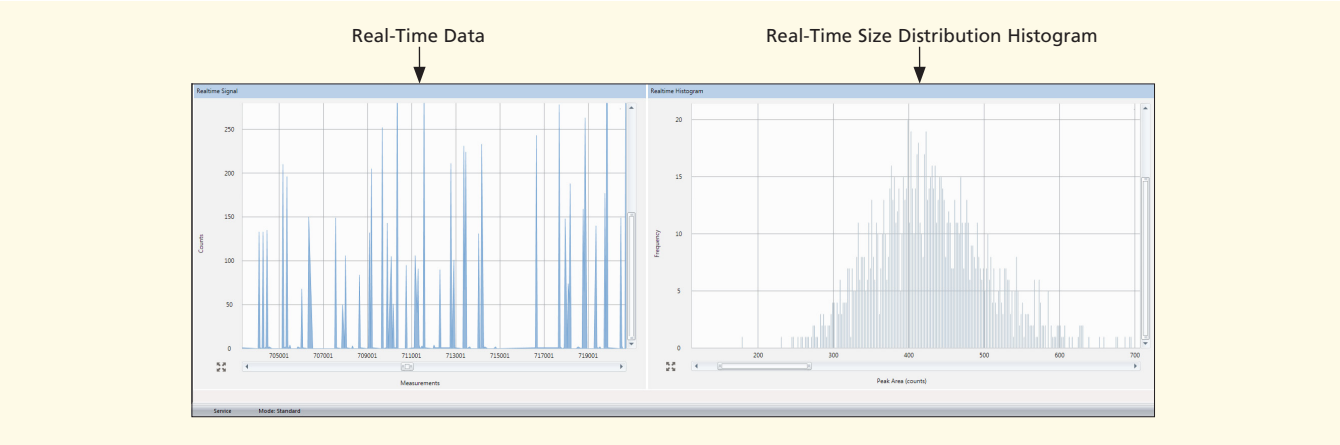 Real-Time Data
Real-Time Size Distribution Histogram
Realtime Signal
Realtime Histogram
250
200
150
100
50
0
Counts
705001 707001 709001 711001 713001 715001 717001 719001
Measurements
20
15
10
5
0
Frequency
200 300 400 500 600 700
Peak Area (counts)
Service Mode: Standard